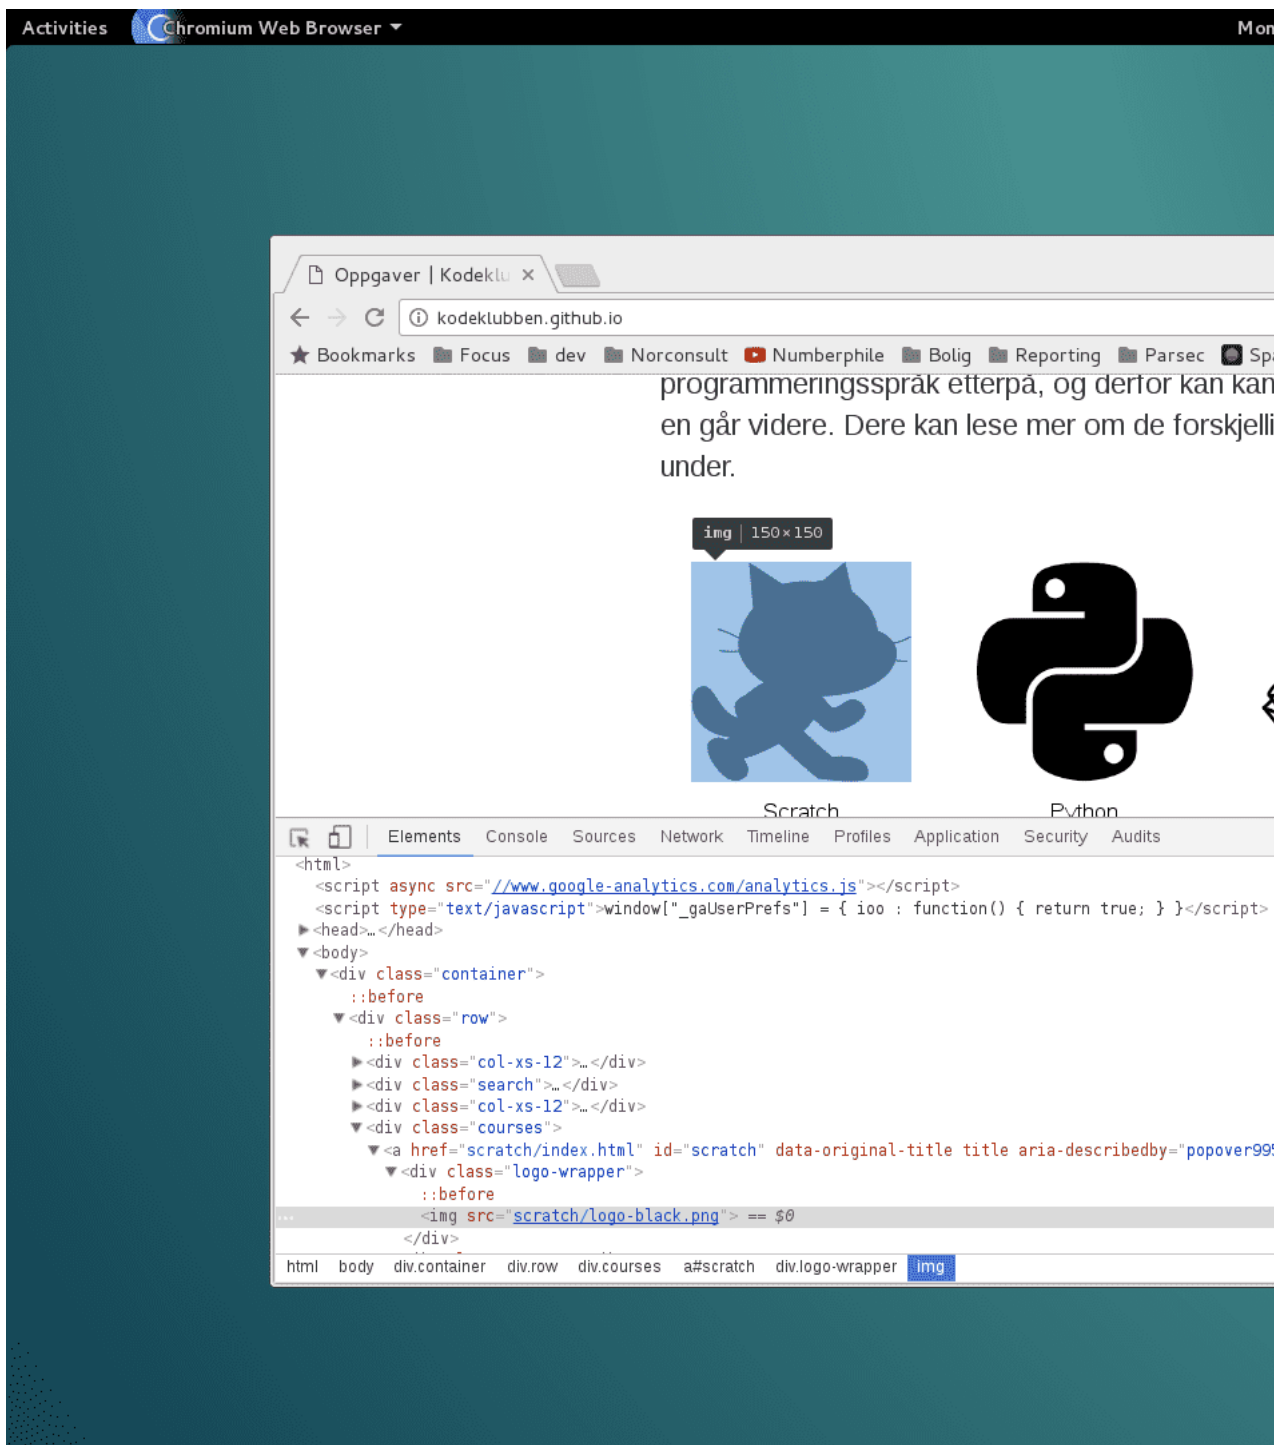 Activities Chromium Web Browser Mon
Oppgaver | Kodeklu
kodeklubben.github.io
Bookmarks Focus dev Norconsult Numberphile Bolig Reporting Parsec Spa
programmeringsspråk etterpå, og derfor kan kan
en går videre. Dere kan lese mer om de forskjelli
under.
img | 150×150
Scratch Python
Elements Console Sources Network Timeline Profiles Application Security Audits
<html>
<script async src="//www.google-analytics.com/analytics.js"></script>
<script type="text/javascript">window["_gaUserPrefs"] = { ioo : function() { return true; } }</script>
<head>…</head>
<body>
<div class="container">
::before
<div class="row">
::before
<div class="col-xs-12">…</div>
<div class="search">…</div>
<div class="col-xs-12">…</div>
<div class="courses">
<a href="scratch/index.html" id="scratch" data-original-title title aria-describedby="popover995
<div class="logo-wrapper">
::before
<img src="scratch/logo-black.png"> == $0
</div>
html body div.container div.row div.courses a#scratch div.logo-wrapper img